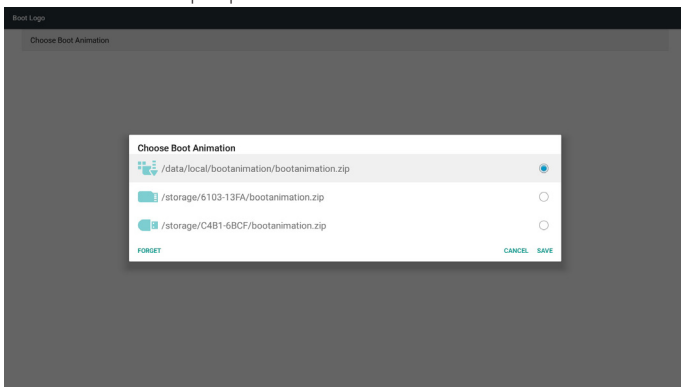 Boot Logo
Choose Boot Animation
Choose Boot Animation
/data/local/bootanimation/bootanimation.zip
/storage/6103-13FA/bootanimation.zip
/storage/C4B1-6BCF/bootanimation.zip
FORGET CANCEL SAVE